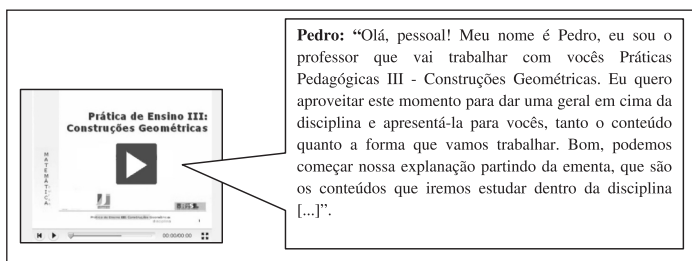 Prática de Ensino III:
Construções Geométricas
MATEMÁTICA
00:00/00:00
Pedro: “Olá, pessoal! Meu nome é Pedro, eu sou o
professor que vai trabalhar com vocês Práticas
Pedagógicas III - Construções Geométricas. Eu quero
aproveitar este momento para dar uma geral em cima da
disciplina e apresentá-la para vocês, tanto o conteúdo
quanto a forma que vamos trabalhar. Bom, podemos
começar nossa explanação partindo da ementa, que são
os conteúdos que iremos estudar dentro da disciplina
[...]”.